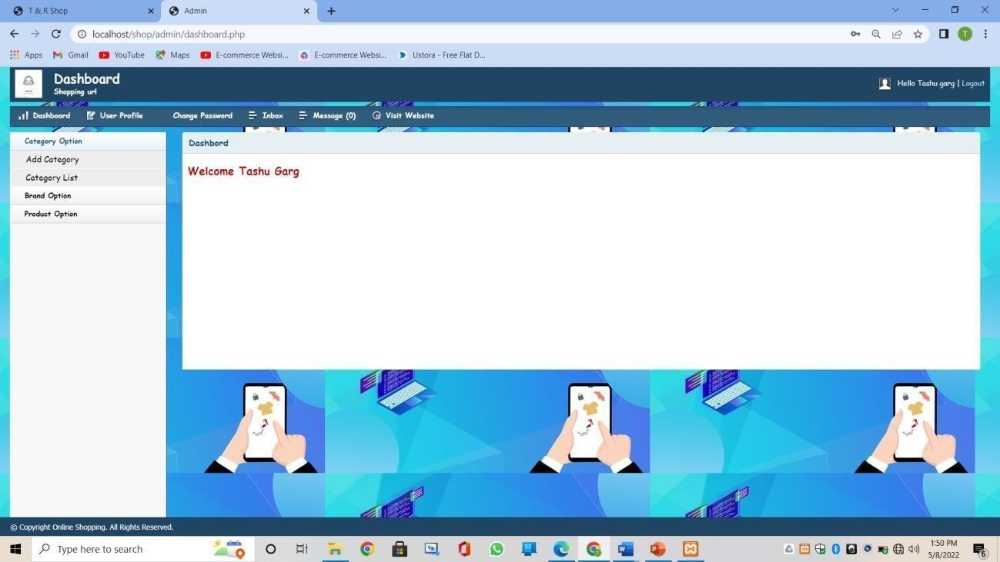 T & R Shop
Admin
localhost/shop/admin/dashboard.php
T
Apps
Gmail
YouTube
Maps
E-commerce Websi...
E-commerce Websi...
Ustora - Free Flat D...
Dashboard
Shopping url
Hello Tashu garg | Logout
Dashboard
User Profile
Change Password
Inbox
Message (0)
Visit Website
Category Option
Add Category
Category List
Brand Option
Product Option
Dashbord
Welcome Tashu Garg
© Copyright Online Shopping. All Rights Reserved.
Type here to search
1:50 PM
5/8/2022
6